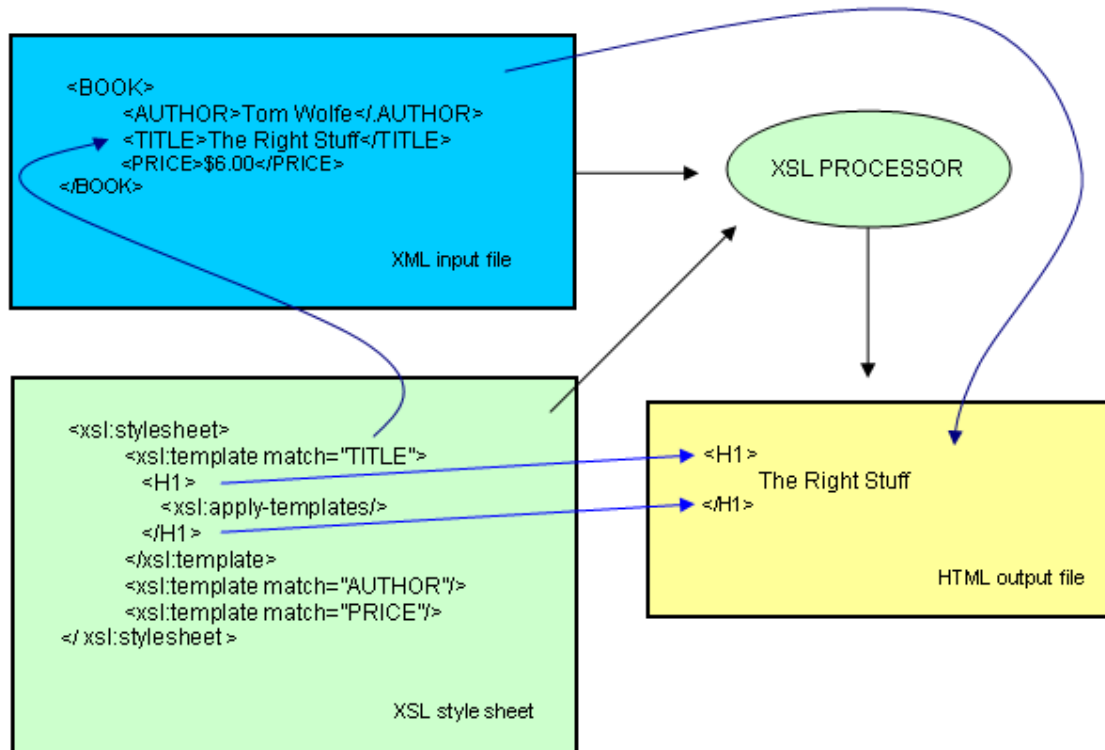 <BOOK>
<AUTHOR>Tom Wolfe</.AUTHOR>
<TITLE>The Right Stuff</TITLE>
<PRICE>$6.00</PRICE>
</BOOK>
XML input file
XSL PROCESSOR
<xsl:stylesheet>
<xsl:template match="TITLE">
<H1>
<xsl:apply-templates/>
</H1>
</xsl:template>
<xsl:template match="AUTHOR"/>
<xsl:template match="PRICE"/>
</ xsl:stylesheet >
XSL style sheet
<H1>
The Right Stuff
</H1>
HTML output file